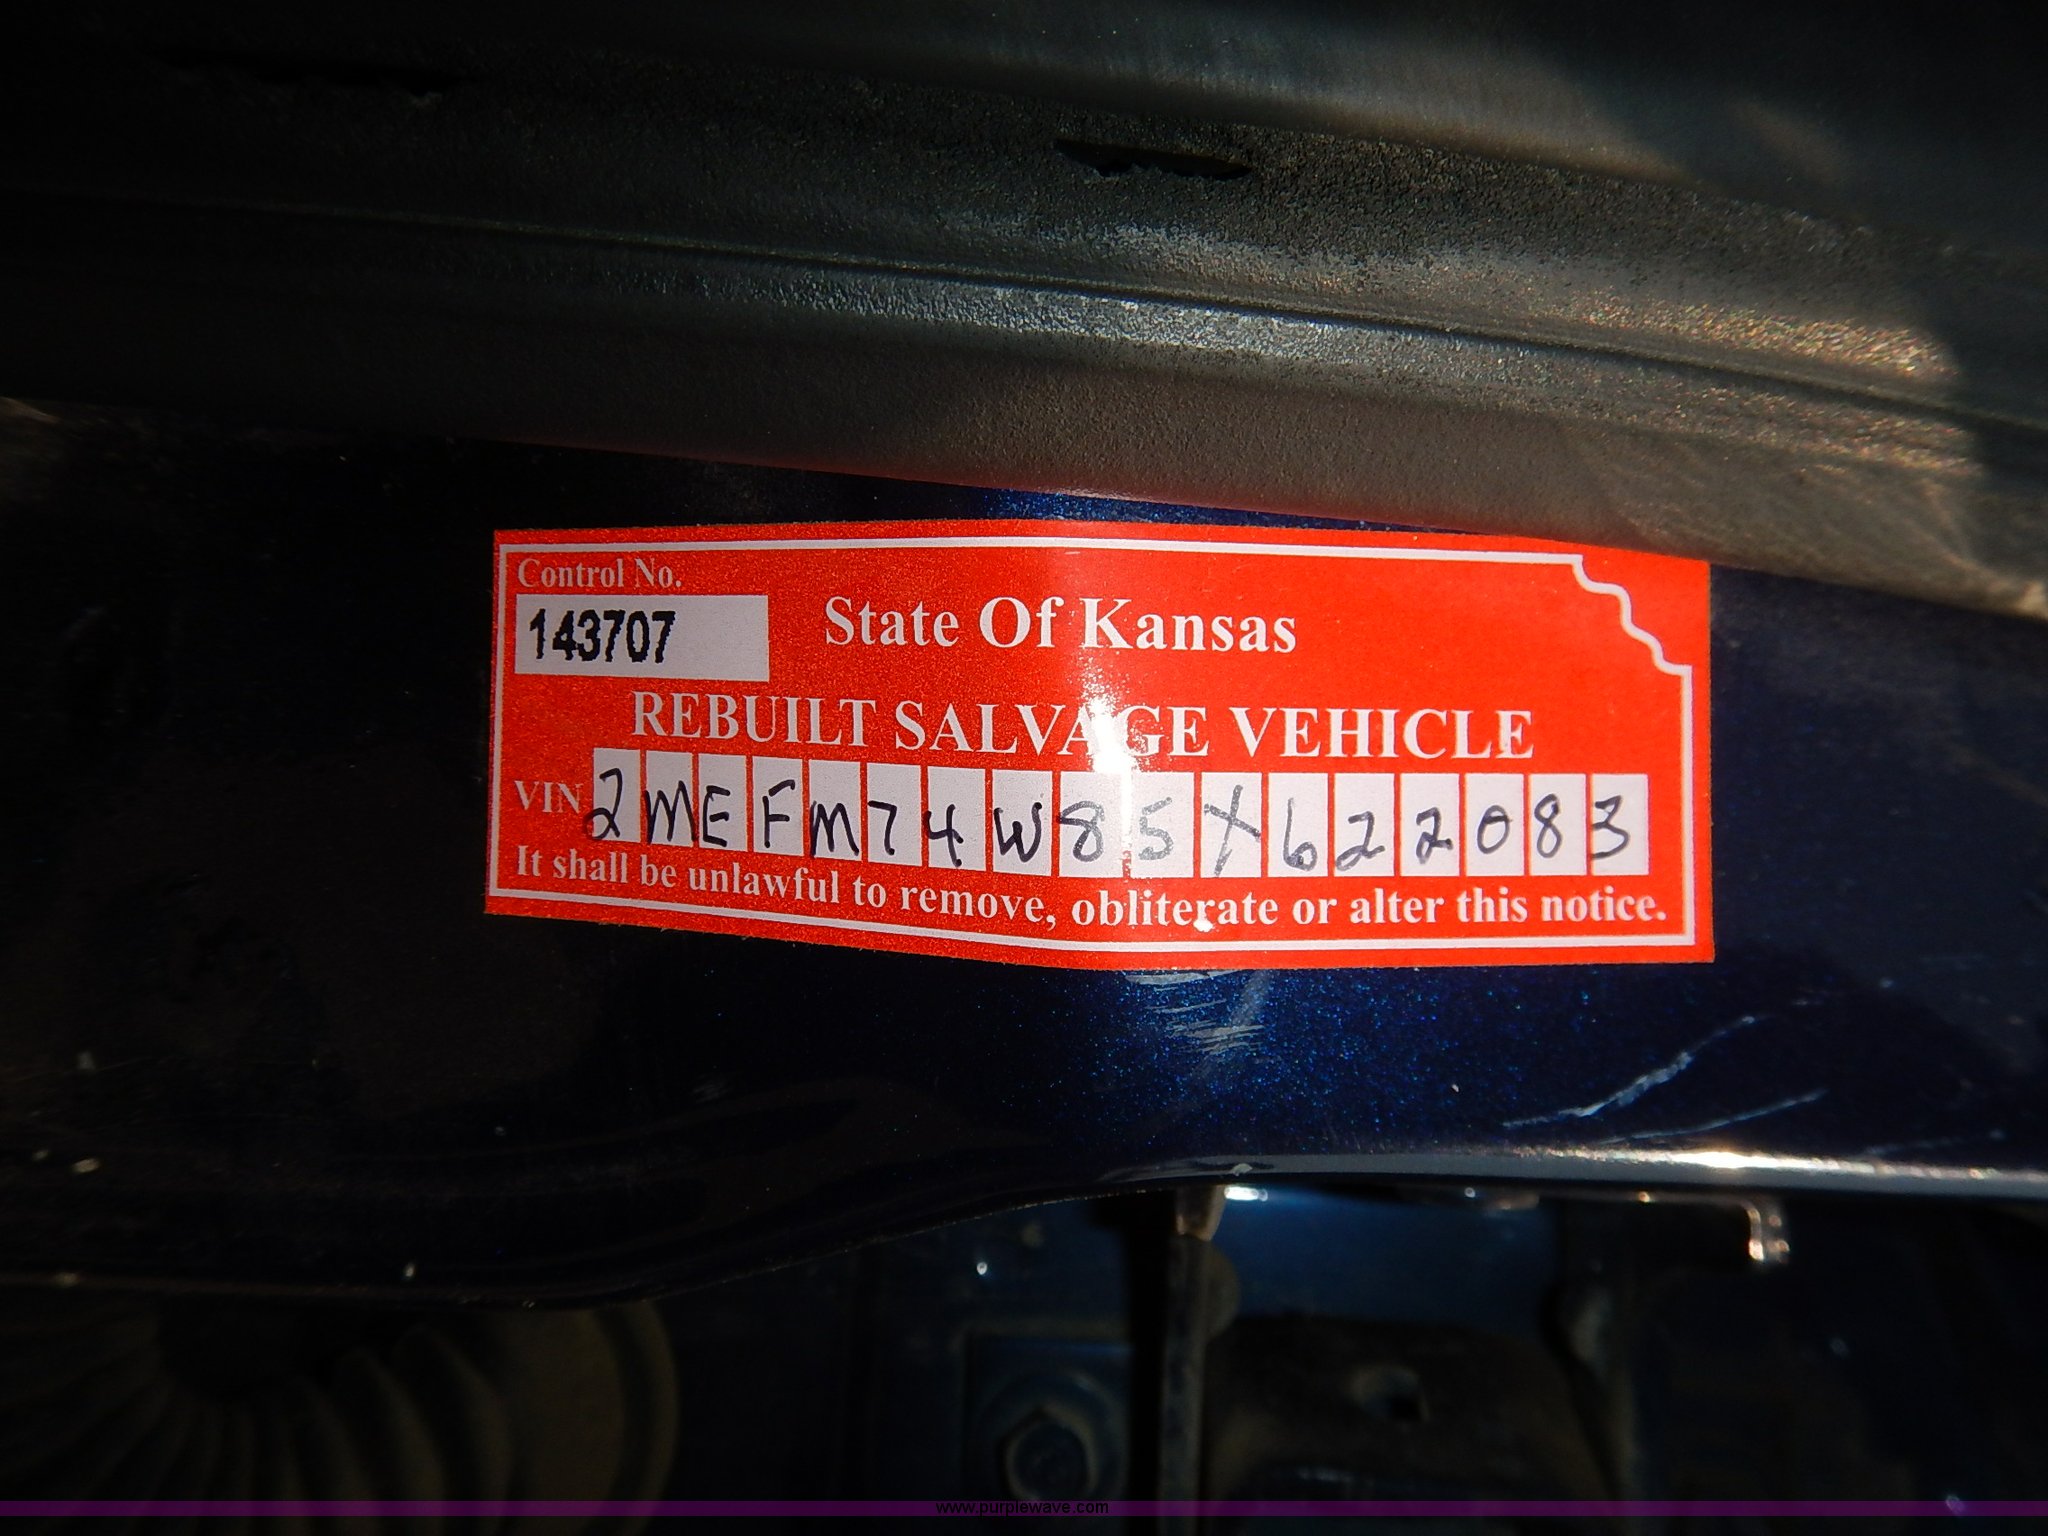 Control No.
143707
State Of Kansas
REBUILT SALVAGE VEHICLE
VIN 2MEFM74W85X622083
It shall be unlawful to remove, obliterate or alter this notice.
www.purplewave.com